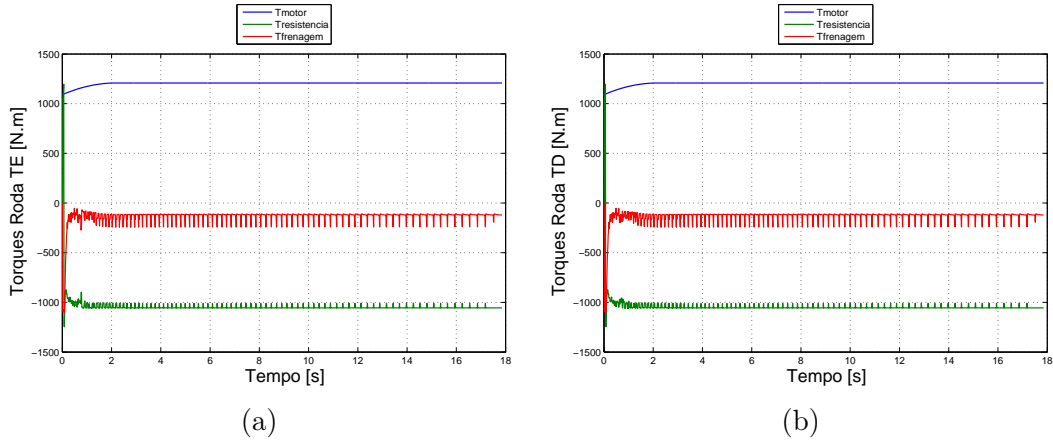 Tmotor
Tresistencia
Tfrenagem
1500
1000
500
0
−500
−1000
−1500
Torques Roda TE [N.m]
0 2 4 6 8 10 12 14 16 18
Tempo [s]
(a)
Tmotor
Tresistencia
Tfrenagem
1500
1000
500
0
−500
−1000
−1500
Torques Roda TD [N.m]
0 2 4 6 8 10 12 14 16 18
Tempo [s]
(b)